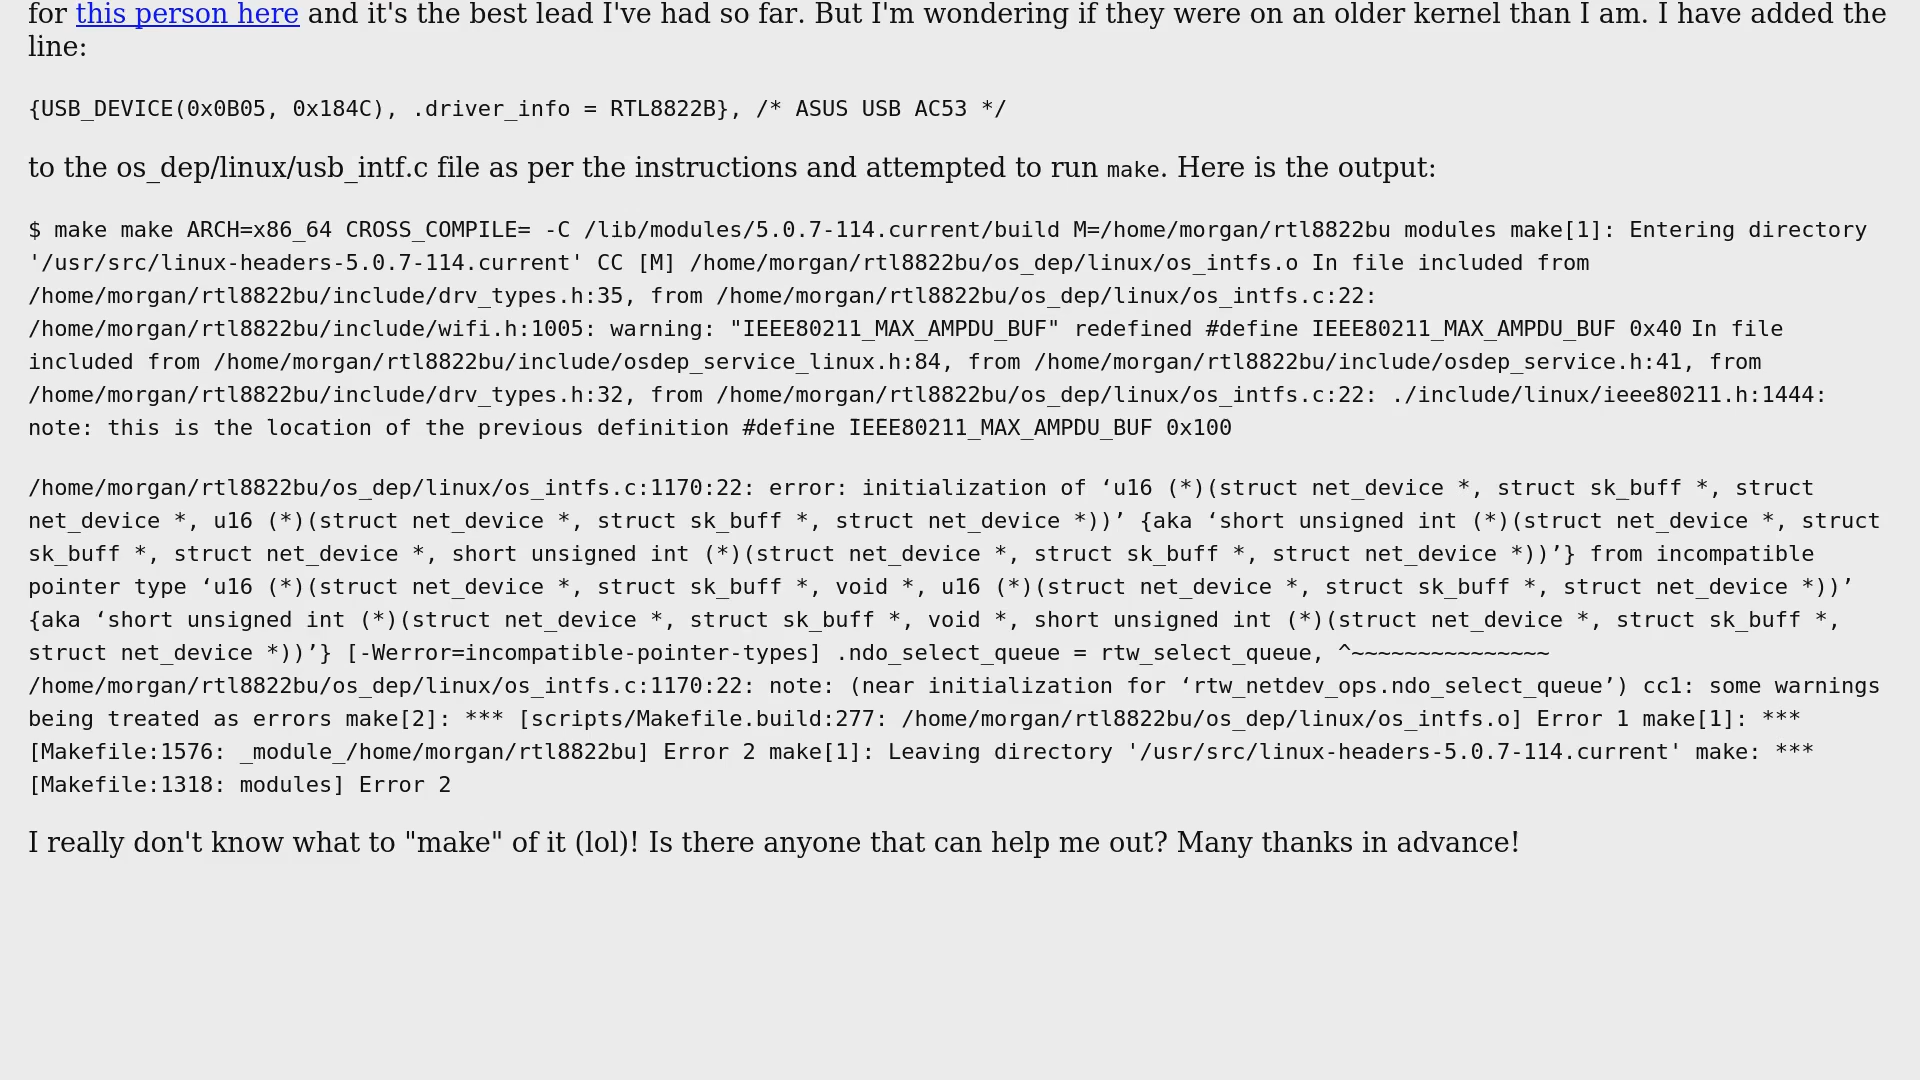 for this person here and it's the best lead I've had so far. But I'm wondering if they were on an older kernel than I am. I have added the
line:
{USB_DEVICE(0x0B05, 0x184C), .driver_info = RTL8822B}, /* ASUS USB AC53 */
to the os_dep/linux/usb_intf.c file as per the instructions and attempted to run make. Here is the output:
$ make make ARCH=x86_64 CROSS_COMPILE= -C /lib/modules/5.0.7-114.current/build M=/home/morgan/rtl8822bu modules make[1]: Entering directory
'/usr/src/linux-headers-5.0.7-114.current' CC [M] /home/morgan/rtl8822bu/os_dep/linux/os_intfs.o In file included from
/home/morgan/rtl8822bu/include/drv_types.h:35, from /home/morgan/rtl8822bu/os_dep/linux/os_intfs.c:22:
/home/morgan/rtl8822bu/include/wifi.h:1005: warning: "IEEE80211_MAX_AMPDU_BUF" redefined #define IEEE80211_MAX_AMPDU_BUF 0x40 In file
included from /home/morgan/rtl8822bu/include/osdep_service_linux.h:84, from /home/morgan/rtl8822bu/include/osdep_service.h:41, from
/home/morgan/rtl8822bu/include/drv_types.h:32, from /home/morgan/rtl8822bu/os_dep/linux/os_intfs.c:22: ./include/linux/ieee80211.h:1444:
note: this is the location of the previous definition #define IEEE80211_MAX_AMPDU_BUF 0x100
/home/morgan/rtl8822bu/os_dep/linux/os_intfs.c:1170:22: error: initialization of ‘u16 (*)(struct net_device *, struct sk_buff *, struct
net_device *, u16 (*)(struct net_device *, struct sk_buff *, struct net_device *))’ {aka ‘short unsigned int (*)(struct net_device *, struct
sk_buff *, struct net_device *, short unsigned int (*)(struct net_device *, struct sk_buff *, struct net_device *))’} from incompatible
pointer type ‘u16 (*)(struct net_device *, struct sk_buff *, void *, u16 (*)(struct net_device *, struct sk_buff *, struct net_device *))’
{aka ‘short unsigned int (*)(struct net_device *, struct sk_buff *, void *, short unsigned int (*)(struct net_device *, struct sk_buff *,
struct net_device *))’} [-Werror=incompatible-pointer-types] .ndo_select_queue = rtw_select_queue, ^~~~~~~~~~~~~~~~
/home/morgan/rtl8822bu/os_dep/linux/os_intfs.c:1170:22: note: (near initialization for ‘rtw_netdev_ops.ndo_select_queue’) cc1: some warnings
being treated as errors make[2]: *** [scripts/Makefile.build:277: /home/morgan/rtl8822bu/os_dep/linux/os_intfs.o] Error 1 make[1]: ***
[Makefile:1576: _module_/home/morgan/rtl8822bu] Error 2 make[1]: Leaving directory '/usr/src/linux-headers-5.0.7-114.current' make: ***
[Makefile:1318: modules] Error 2
I really don't know what to "make" of it (lol)! Is there anyone that can help me out? Many thanks in advance!